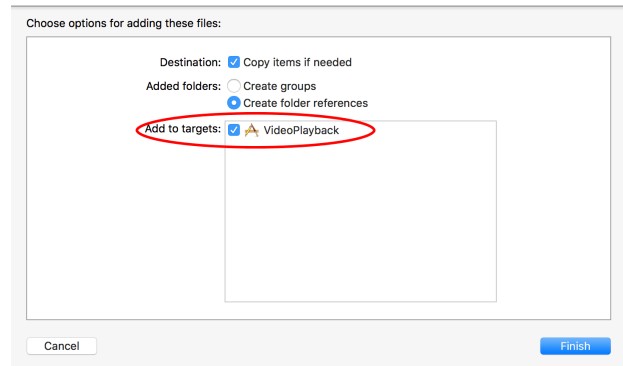 Choose options for adding these files:
Destination: Copy items if needed
Added folders: Create groups
Create folder references
Add to targets: VideoPlayback
Cancel Finish